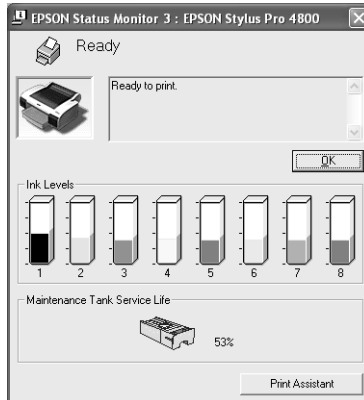 EPSON Status Monitor 3 : EPSON Stylus Pro 4800
Ready
Ready to print.
OK
Ink Levels
1 2 3 4 5 6 7 8
Maintenance Tank Service Life
53%
Print Assistant